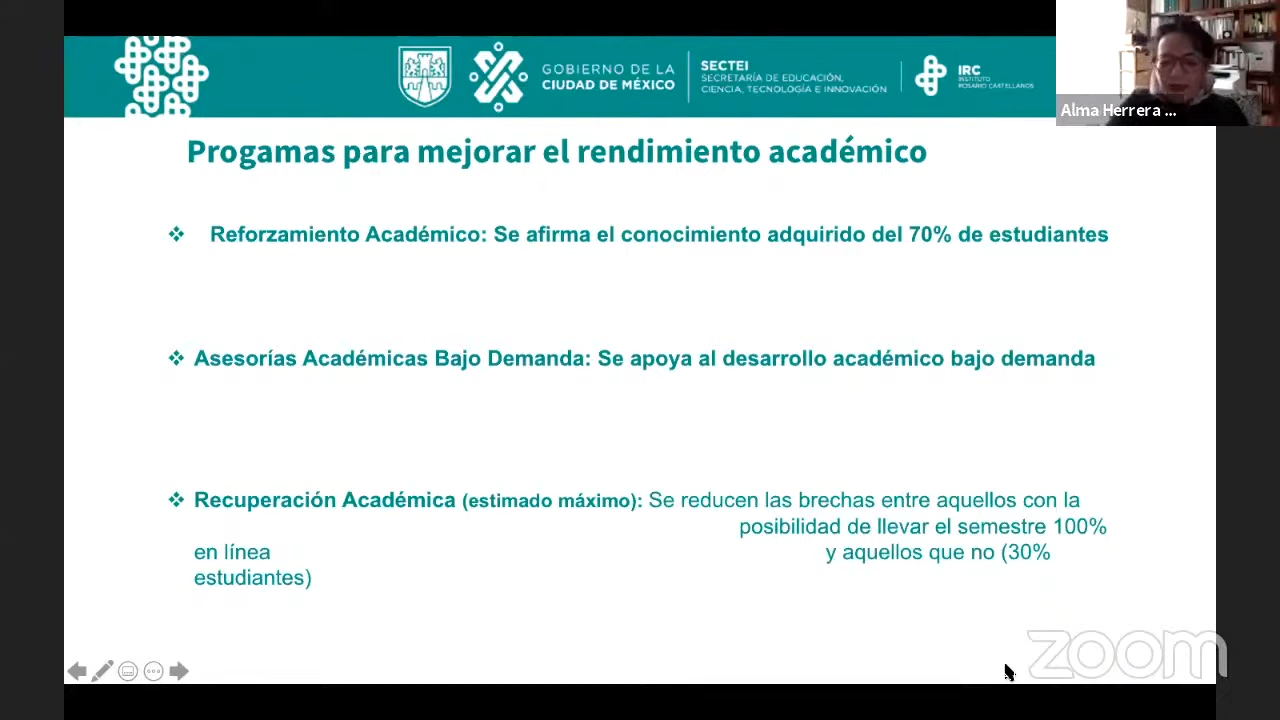 GOBIERNO DE LA
CIUDAD DE MÉXICO
SECTEI
SECRETARÍA DE EDUCACIÓN,
CIENCIA, TECNOLOGÍA E INNOVACIÓN
IRC
INSTITUTO
ROSARIO CASTELLANOS
Alma Herrera ...
Progamas para mejorar el rendimiento académico
❖ Reforzamiento Académico: Se afirma el conocimiento adquirido del 70% de estudiantes
❖ Asesorías Académicas Bajo Demanda: Se apoya al desarrollo académico bajo demanda
❖ Recuperación Académica (estimado máximo): Se reducen las brechas entre aquellos con la
posibilidad de llevar el semestre 100%
en línea y aquellos que no (30%
estudiantes)
zoom